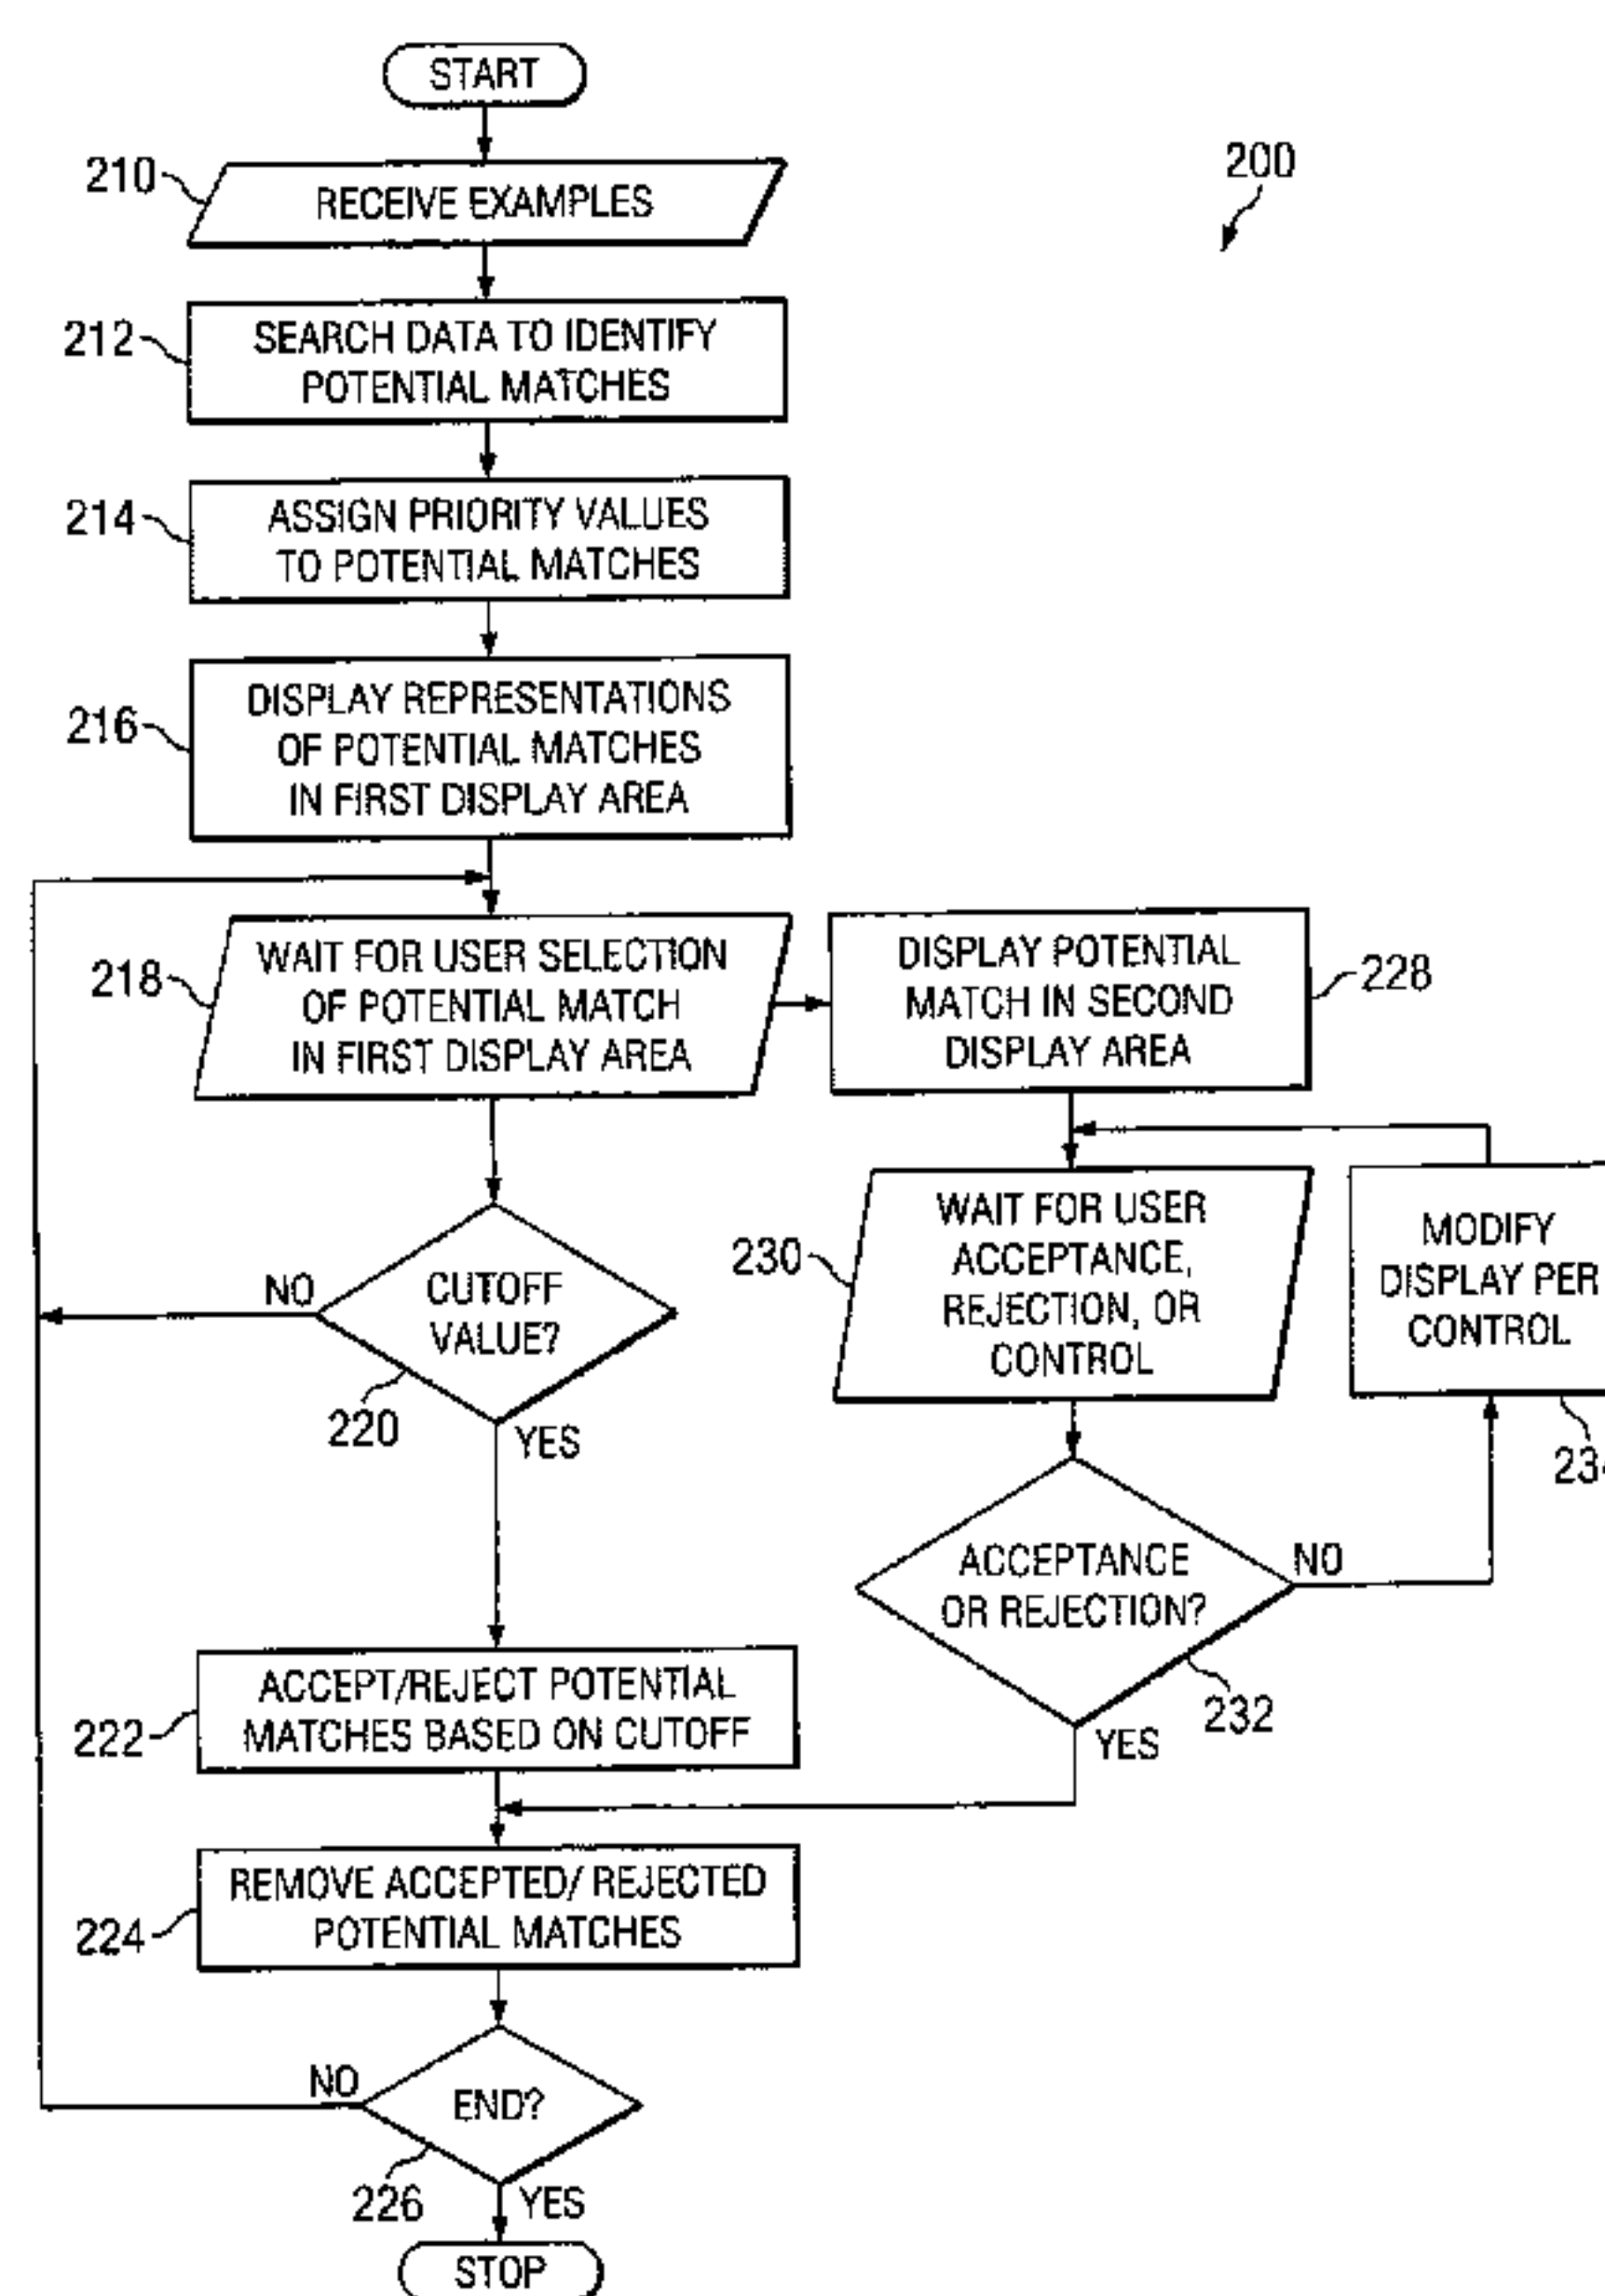 START
200
210
RECEIVE EXAMPLES
212
SEARCH DATA TO IDENTIFY
POTENTIAL MATCHES
214
ASSIGN PRIORITY VALUES
TO POTENTIAL MATCHES
216
DISPLAY REPRESENTATIONS
OF POTENTIAL MATCHES
IN FIRST DISPLAY AREA
218
WAIT FOR USER SELECTION
OF POTENTIAL MATCH
IN FIRST DISPLAY AREA
DISPLAY POTENTIAL
MATCH IN SECOND
DISPLAY AREA
228
230
WAIT FOR USER
ACCEPTANCE,
REJECTION, OR
CONTROL
MODIFY
DISPLAY PER
CONTROL
NO
CUTOFF
VALUE?
220
YES
ACCEPTANCE
OR REJECTION?
NO
232
YES
222
ACCEPT/REJECT POTENTIAL
MATCHES BASED ON CUTOFF
224
REMOVE ACCEPTED/ REJECTED
POTENTIAL MATCHES
NO
END?
226
YES
STOP